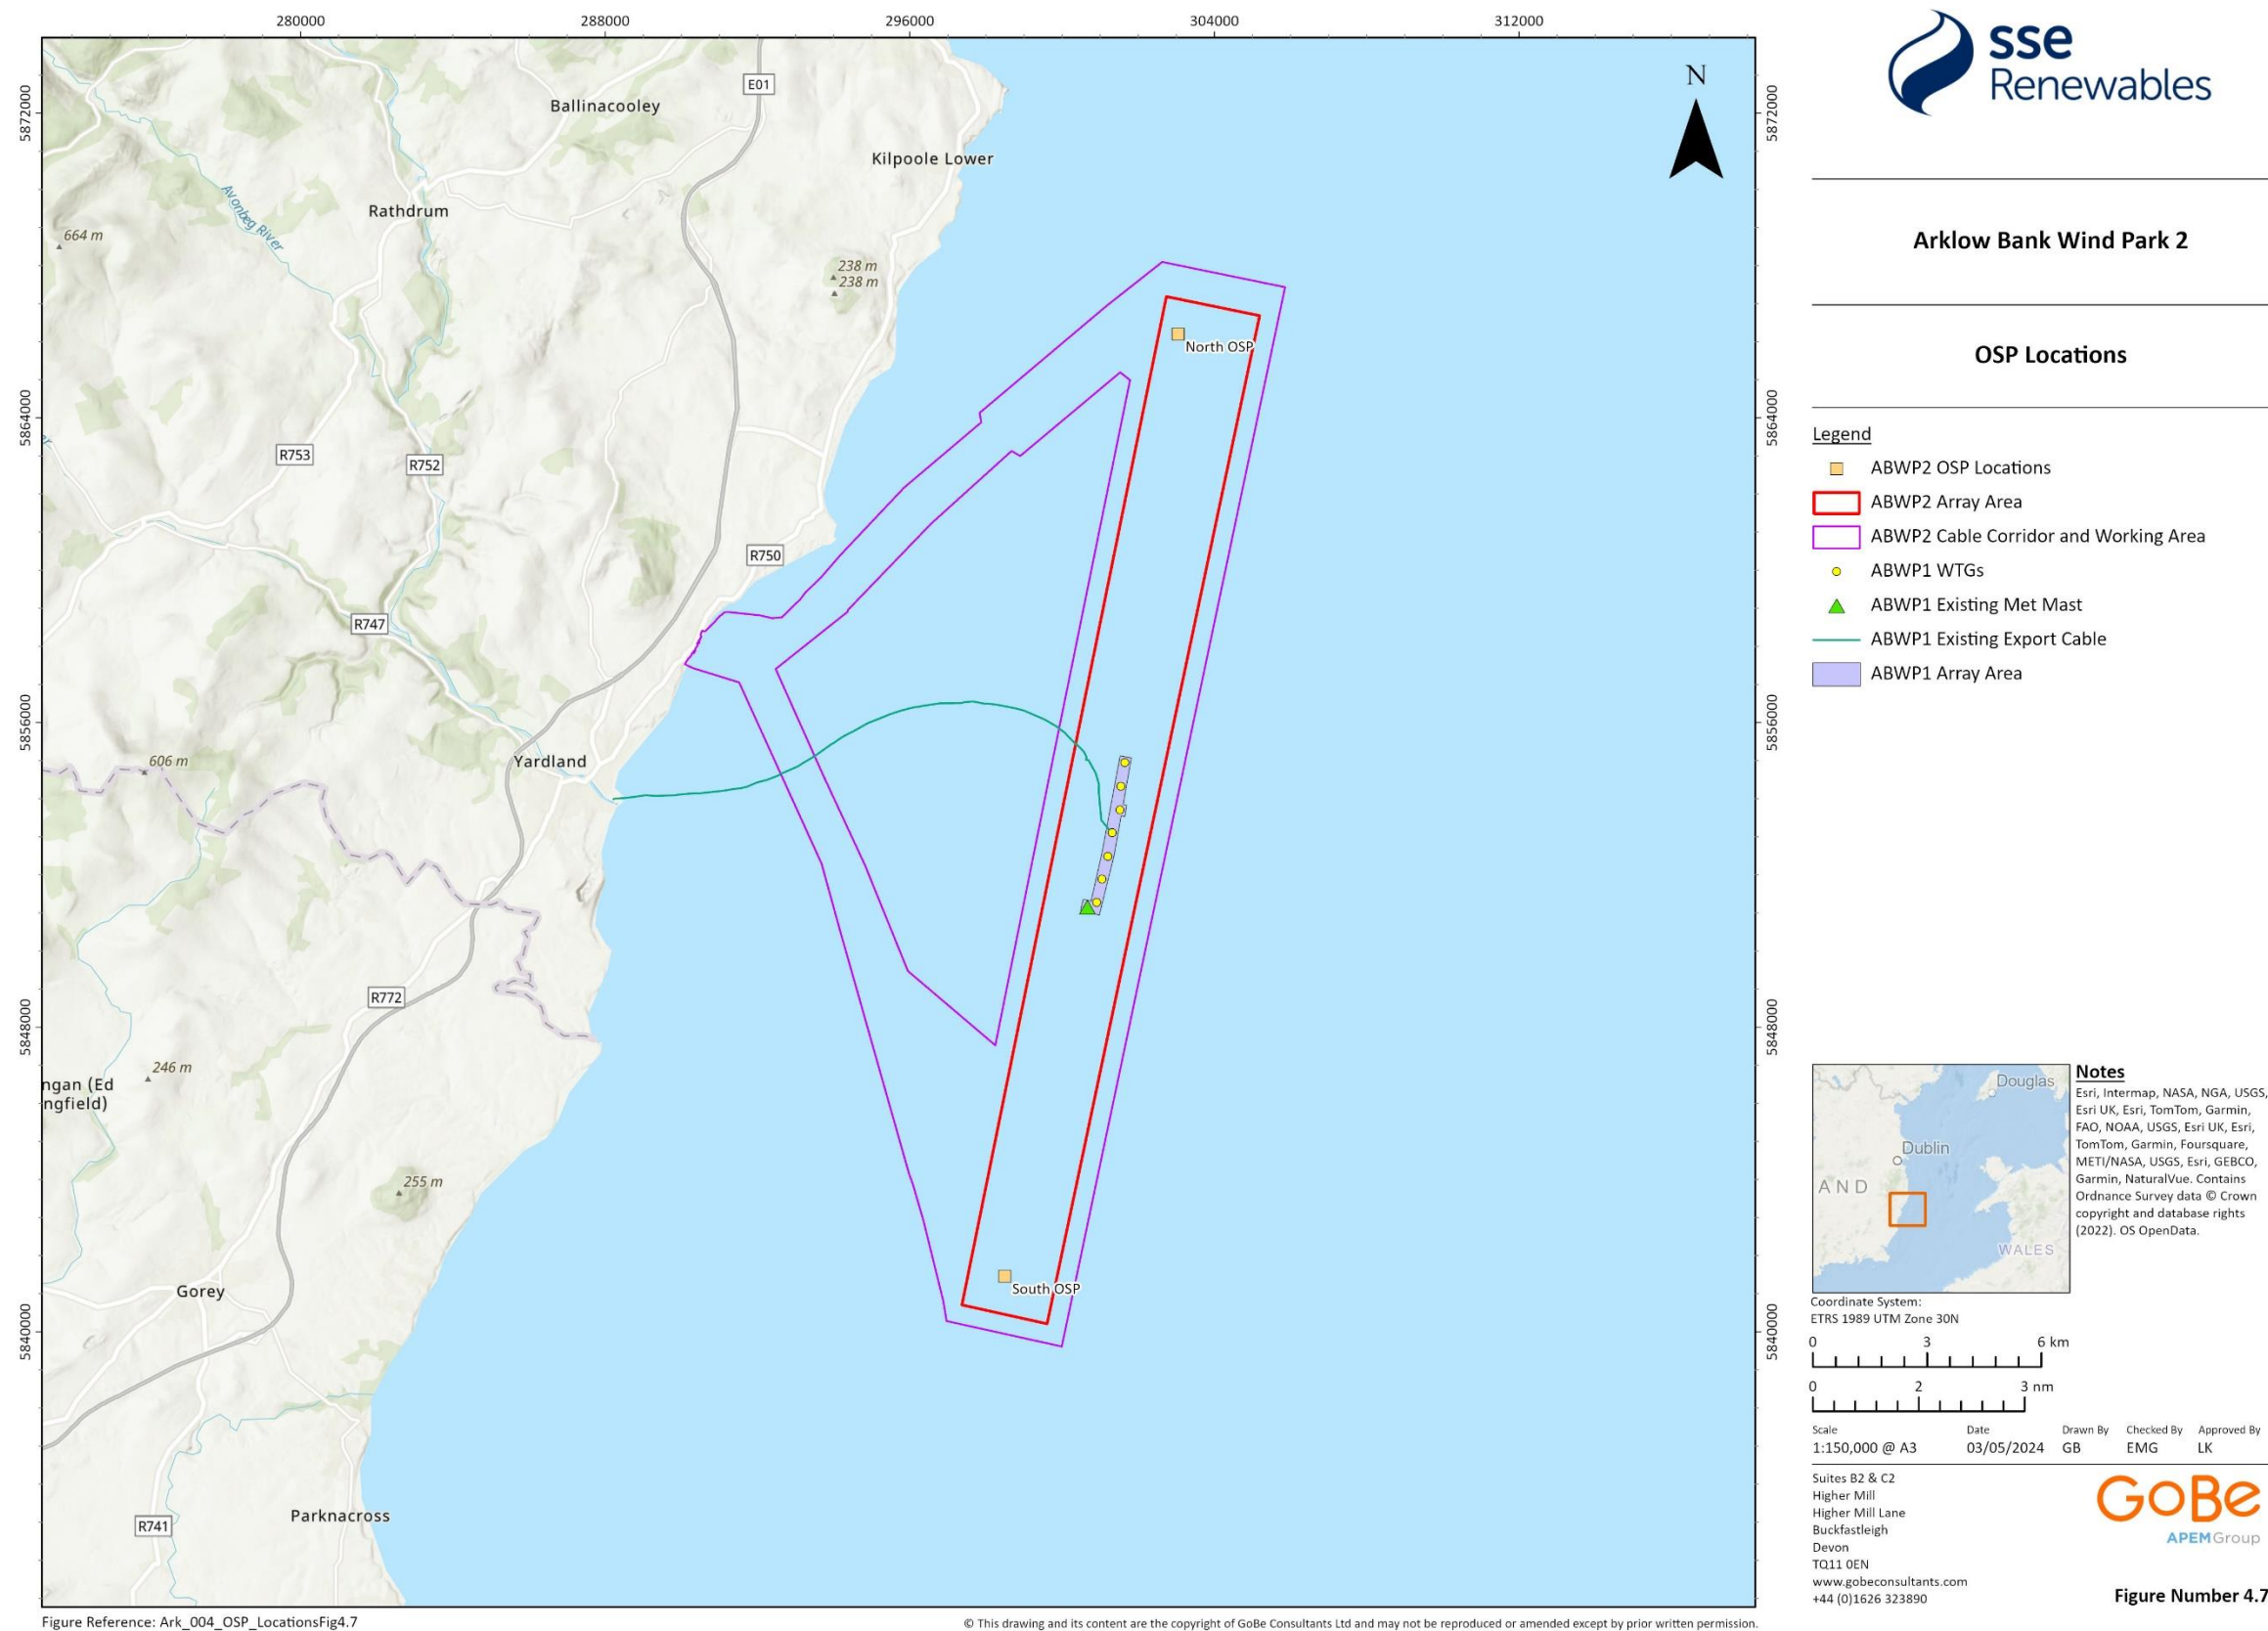 280000
288000
296000
304000
312000
5872000
5864000
5856000
5848000
5840000
5872000
5864000
5856000
5848000
5840000
N
E01
Ballinacooley
Kilpoole Lower
Avonbeg River
Rathdrum
664 m
238 m
238 m
North OSP
R753
R752
R750
R747
606 m
Yardland
R772
246 m
ngan (Ed
ngfield)
255 m
Gorey
South OSP
Parknacross
R741
sse
Renewables
Arklow Bank Wind Park 2
OSP Locations
Legend
ABWP2 OSP Locations
ABWP2 Array Area
ABWP2 Cable Corridor and Working Area
ABWP1 WTGs
ABWP1 Existing Met Mast
ABWP1 Existing Export Cable
ABWP1 Array Area
Douglas
Dublin
AND
WALES
Notes
Esri, Intermap, NASA, NGA, USGS,
Esri UK, Esri, TomTom, Garmin,
FAO, NOAA, USGS, Esri UK, Esri,
TomTom, Garmin, Foursquare,
METI/NASA, USGS, Esri, GEBCO,
Garmin, NaturalVue. Contains
Ordnance Survey data © Crown
copyright and database rights
(2022). OS OpenData.
Coordinate System:
ETRS 1989 UTM Zone 30N
0 3 6 km
0 2 3 nm
Scale Date Drawn By Checked By Approved By
1:150,000 @ A3 03/05/2024 GB EMG LK
Suites B2 & C2
Higher Mill
Higher Mill Lane
Buckfastleigh
Devon
TQ11 0EN
www.gobeconsultants.com
+44 (0)1626 323890
GoBe
APEMGroup
Figure Number 4.7
Figure Reference: Ark_004_OSP_LocationsFig4.7
© This drawing and its content are the copyright of GoBe Consultants Ltd and may not be reproduced or amended except by prior written permission.